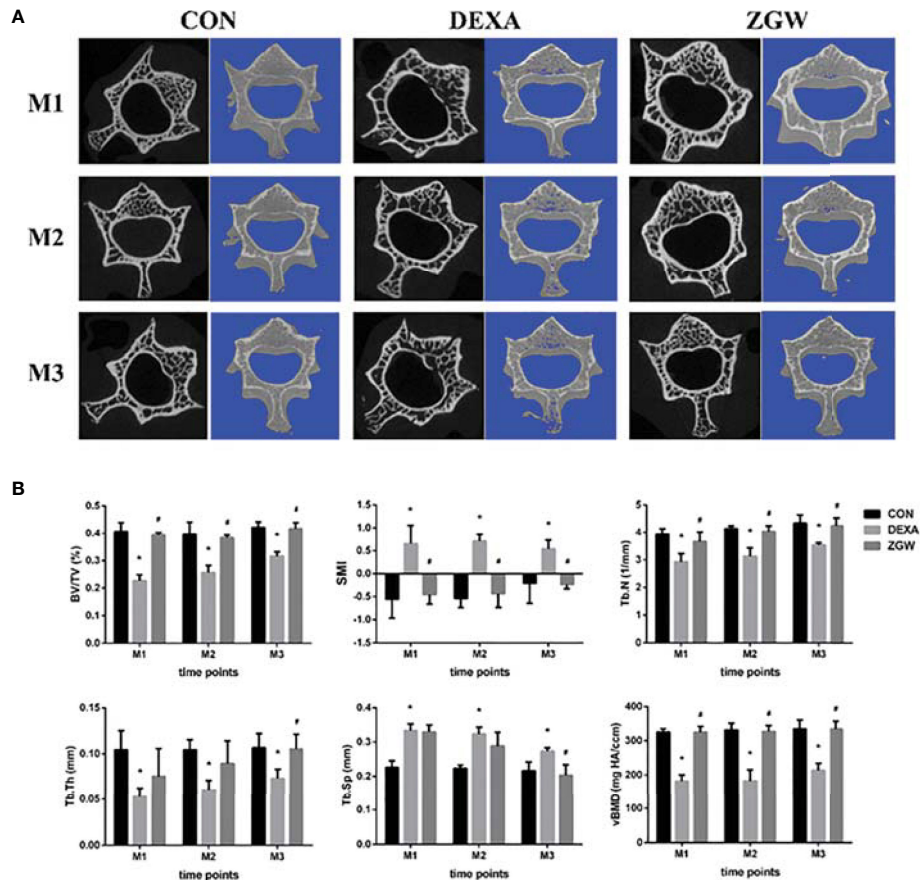 A
CON DEXA ZGW
M1
M2
M3
B
BV/TV (%)
0.5
0.4
0.3
0.2
0.1
0.0
* # * # * #
M1 M2 M3
time points
SMI
1.5
1.0
0.5
0.0
-0.5
-1.0
-1.5
* # * # * #
M1 M2 M3
time points
Tb.N (1/mm)
5
4
3
2
1
0
* # * # * #
M1 M2 M3
time points
CON
DEXA
ZGW
Tb.Th (mm)
0.15
0.10
0.05
0.00
* * * #
M1 M2 M3
time points
Tb.Sp (mm)
0.4
0.3
0.2
0.1
0.0
* * * #
M1 M2 M3
time points
vBMD (mg HA/ccm)
400
300
200
100
0
* # * # * #
M1 M2 M3
time points